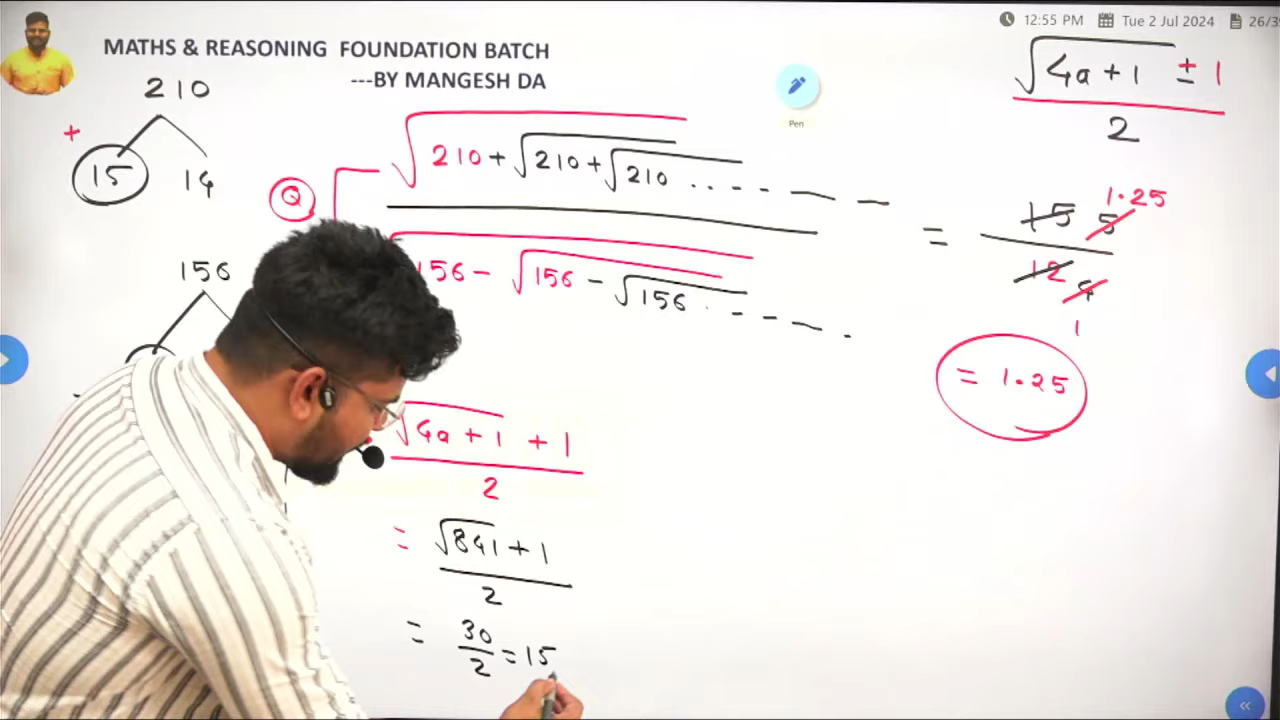 12:55 PM Tue 2 Jul 2024 26/3
MATHS & REASONING FOUNDATION BATCH
---BY MANGESH DA
Pen
√4a + 1 ± 1
2
210
+
15 14
Q
√210 + √210 + √210 ....
156 - √156 - √156 ....
= 15 5 1.25
12 4
1
= 1.25
156
√4a + 1 + 1
2
= √841 + 1
2
= 30
2 = 15